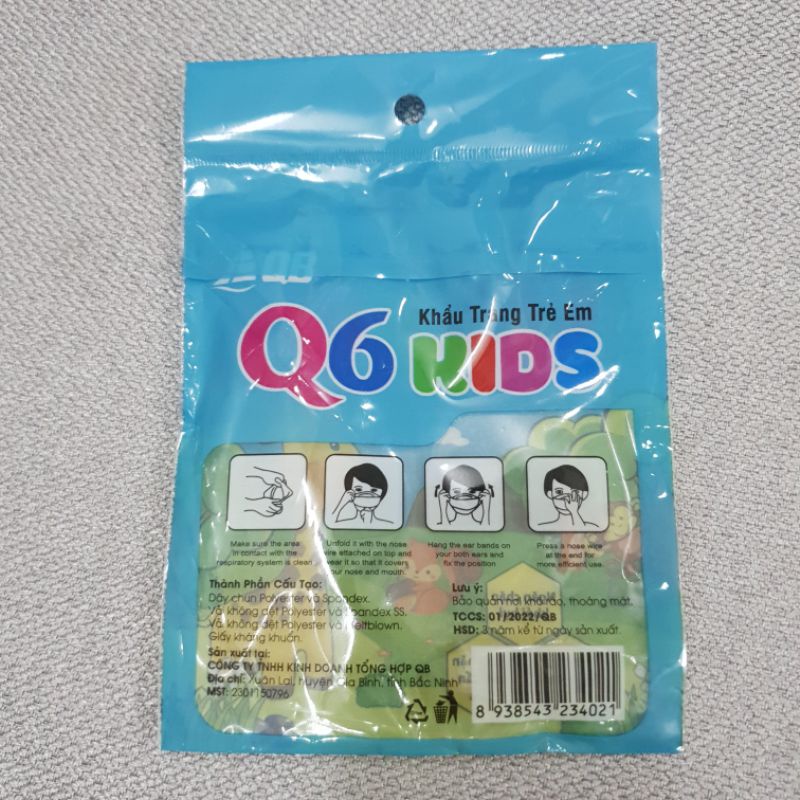 Khẩu Trang Trẻ Em
Q6 KIDS
Make sure the area
in contact with the
respiratory system is clean
Unfold it with the nose
wire attached on top and
wear it so that it covers
your nose and mouth.
Hang the ear bands on
your both ears and
fix the position
Press a nose wire
at the end for
more efficient use.
Thành Phần Cấu Tạo:
Dây chun Polyester và Spandex.
Vải không dệt Polyester và Spandex SS.
Vải không dệt Polyester và Meltblown.
Giấy kháng khuẩn.
Sản xuất tại:
CÔNG TY TNHH KINH DOANH TỔNG HỢP QB
Địa chỉ: Xuân Lai, huyện Gia Bình, tỉnh Bắc Ninh
MST: 2301150796
Lưu ý:
Bảo quản nơi khô ráo, thoáng mát.
TCCS: 01/2022/QB
HSD: 3 năm kể từ ngày sản xuất.
8 938543 234021